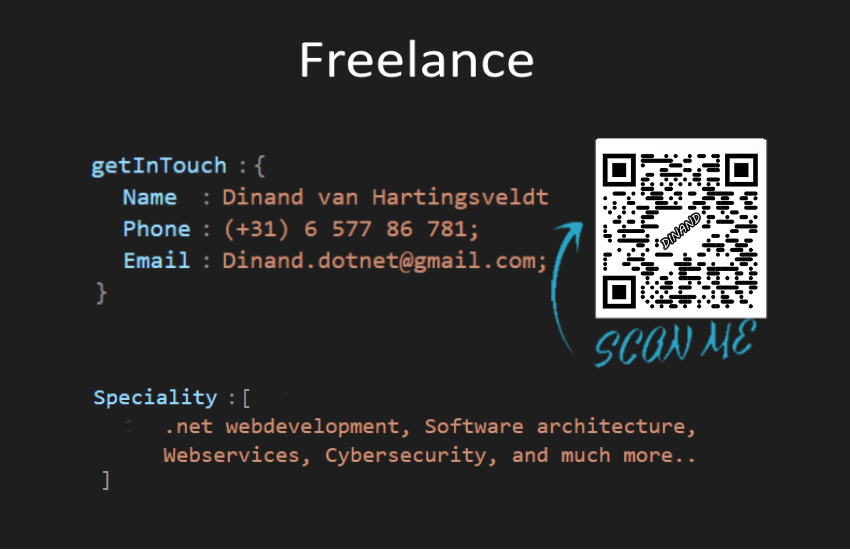 Freelance
getInTouch :{
Name : Dinand van Hartingsveldt
Phone : (+31) 6 577 86 781;
Email : Dinand.dotnet@gmail.com;
}
DINAND
SCAN ME
Speciality :[
.net webdevelopment, Software architecture,
Webservices, Cybersecurity, and much more..
]